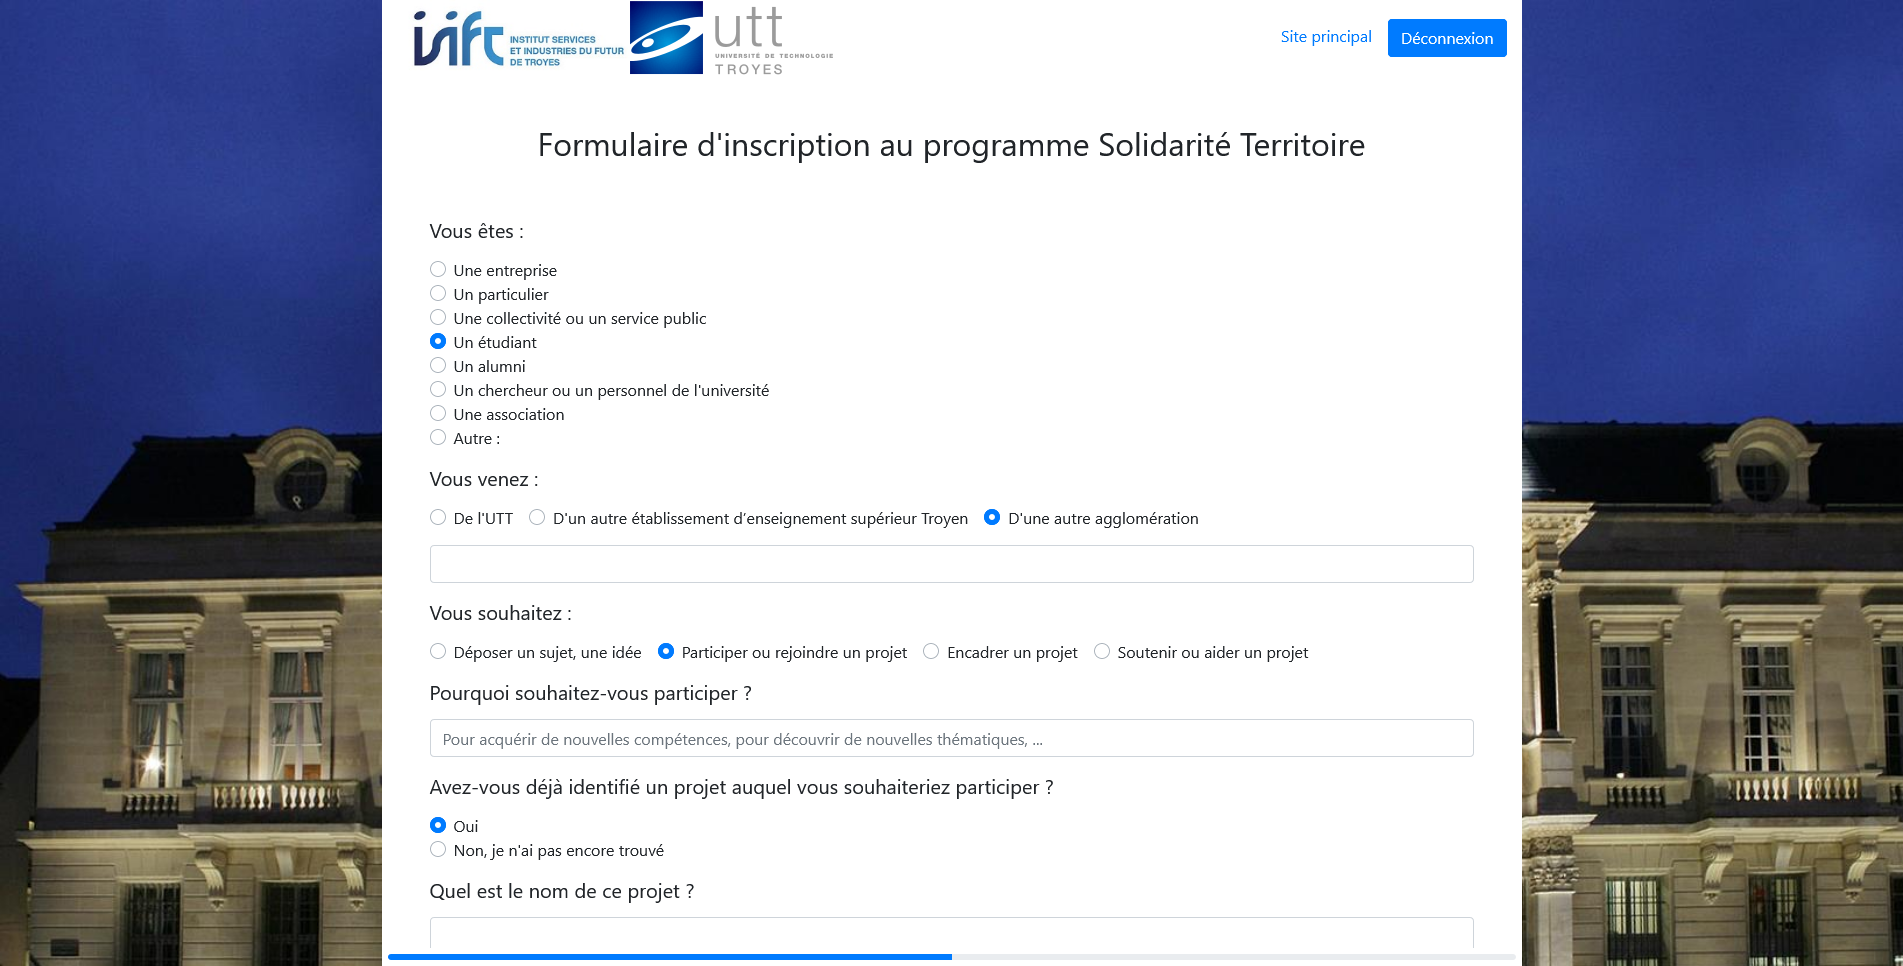 isift INSTITUT SERVICES
ET INDUSTRIES DU FUTUR
DE TROYES
utt
UNIVERSITÉ DE TECHNOLOGIE
TROYES
Site principal
Déconnexion
Formulaire d'inscription au programme Solidarité Territoire
Vous êtes :
Une entreprise
Un particulier
Une collectivité ou un service public
Un étudiant
Un alumni
Un chercheur ou un personnel de l'université
Une association
Autre :
Vous venez :
De l'UTT D'un autre établissement d’enseignement supérieur Troyen D'une autre agglomération
Vous souhaitez :
Déposer un sujet, une idée Participer ou rejoindre un projet Encadrer un projet Soutenir ou aider un projet
Pourquoi souhaitez-vous participer ?
Pour acquérir de nouvelles compétences, pour découvrir de nouvelles thématiques, ...
Avez-vous déjà identifié un projet auquel vous souhaiteriez participer ?
Oui
Non, je n'ai pas encore trouvé
Quel est le nom de ce projet ?